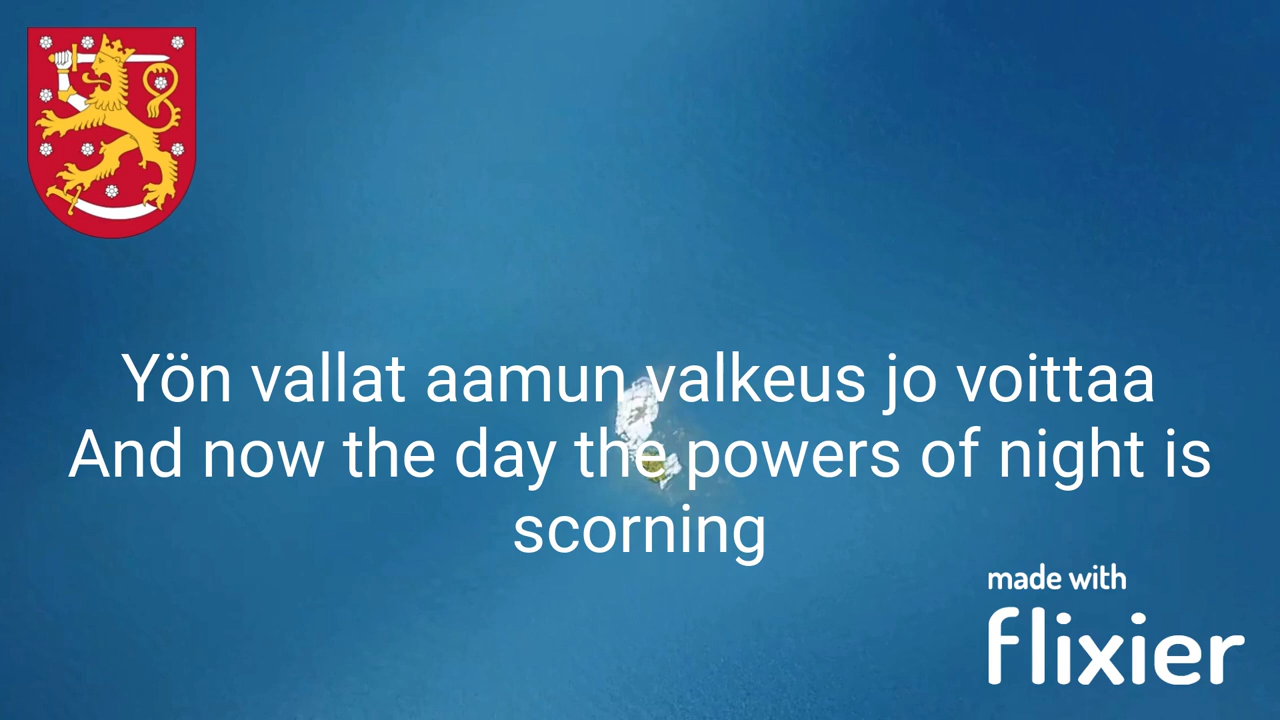 Yön vallat aamun valkeus jo voittaa
And now the day the powers of night is
scorning
made with
flixier